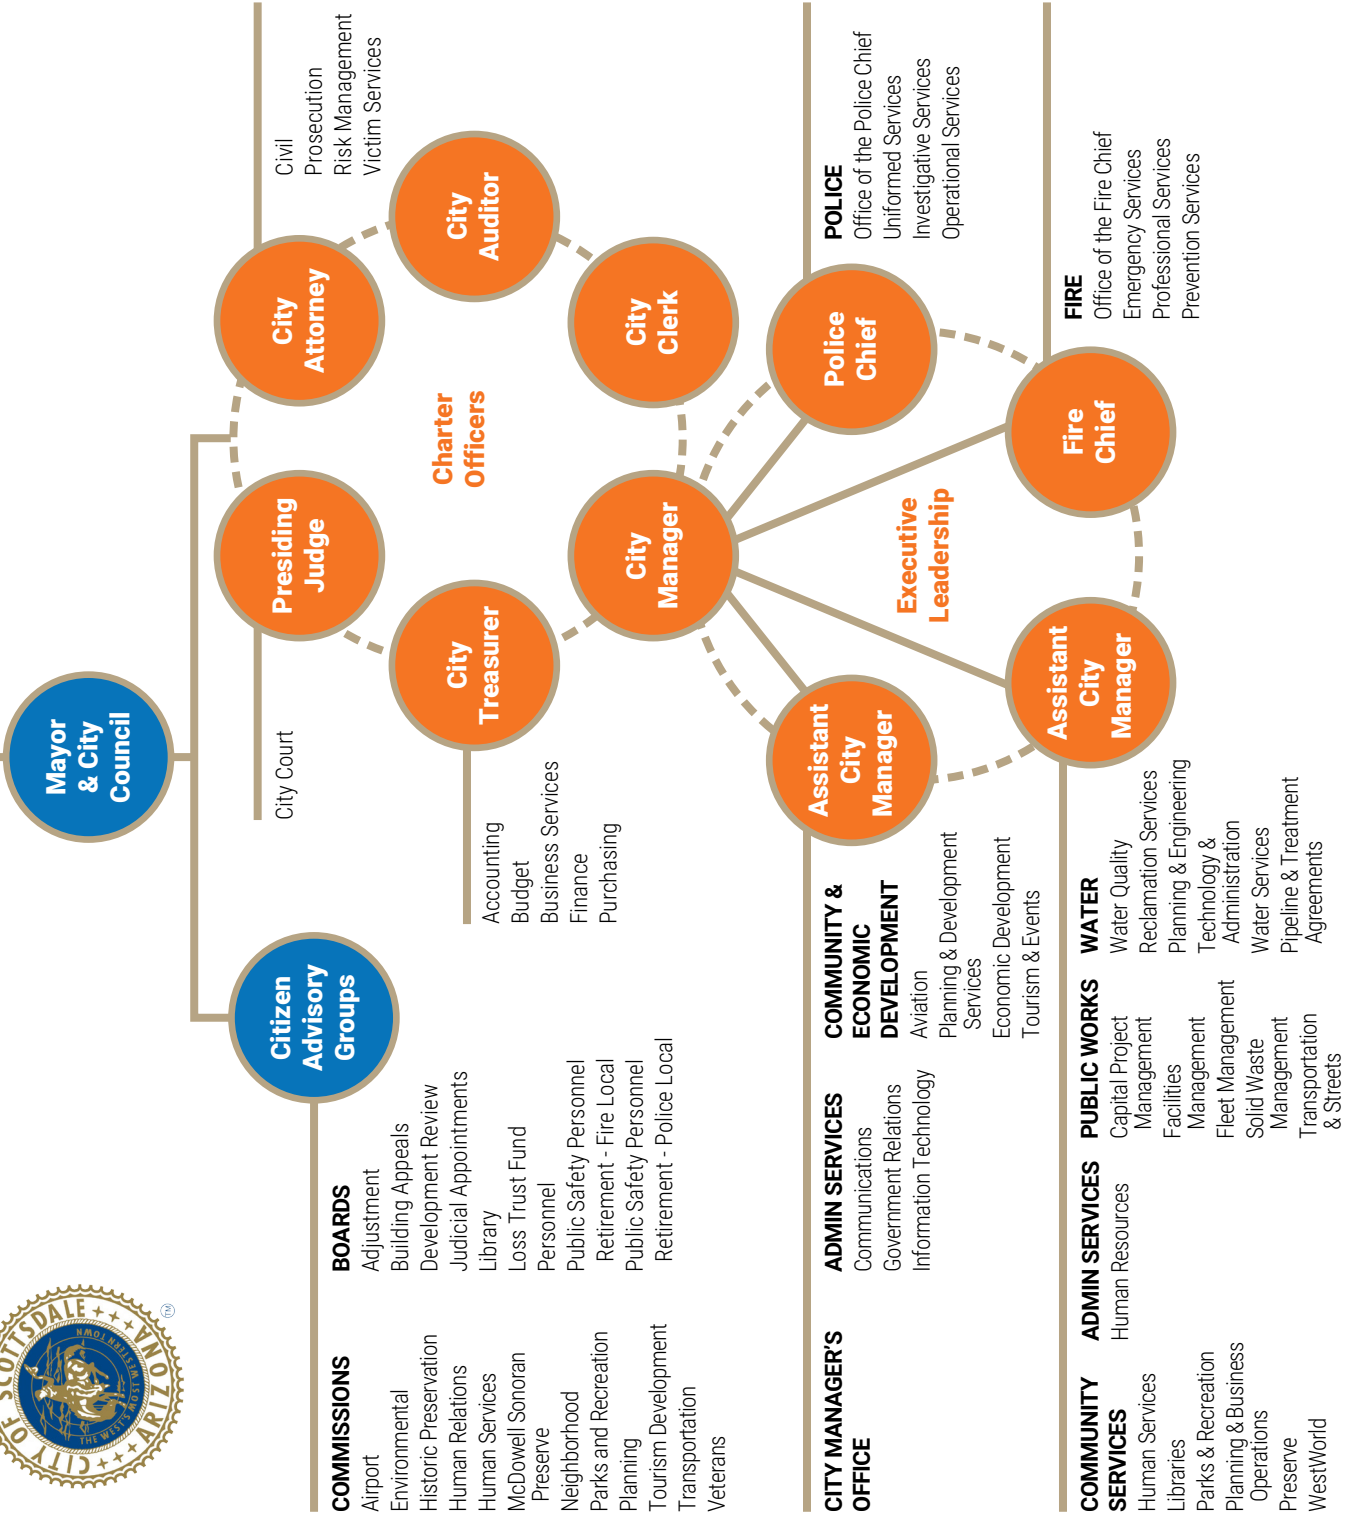 CITY OF SCOTTSDALE
ARIZONA
THE WEST'S MOST WESTERN TOWN
TM
Mayor
& City
Council
Citizen
Advisory
Groups
COMMISSIONS
Airport
Environmental
Historic Preservation
Human Relations
Human Services
McDowell Sonoran
Preserve
Neighborhood
Parks and Recreation
Planning
Tourism Development
Transportation
Veterans
BOARDS
Adjustment
Building Appeals
Development Review
Judicial Appointments
Library
Loss Trust Fund
Personnel
Public Safety Personnel
Retirement - Fire Local
Public Safety Personnel
Retirement - Police Local
Presiding
Judge
City Court
City
Attorney
Civil
Prosecution
Risk Management
Victim Services
City
Treasurer
Accounting
Budget
Business Services
Finance
Purchasing
Charter
Officers
City
Auditor
City
Manager
City
Clerk
Assistant
City
Manager
CITY MANAGER'S
OFFICE
ADMIN SERVICES
Communications
Government Relations
Information Technology
COMMUNITY &
ECONOMIC
DEVELOPMENT
Aviation
Planning & Development
Services
Economic Development
Tourism & Events
Executive
Leadership
Police
Chief
POLICE
Office of the Police Chief
Uniformed Services
Investigative Services
Operational Services
Assistant
City
Manager
COMMUNITY
SERVICES
Human Services
Libraries
Parks & Recreation
Planning & Business
Operations
Preserve
WestWorld
ADMIN SERVICES
Human Resources
PUBLIC WORKS
Capital Project
Management
Facilities
Management
Fleet Management
Solid Waste
Management
Transportation
& Streets
WATER
Water Quality
Reclamation Services
Planning & Engineering
Technology &
Administration
Water Services
Pipeline & Treatment
Agreements
Fire
Chief
FIRE
Office of the Fire Chief
Emergency Services
Professional Services
Prevention Services